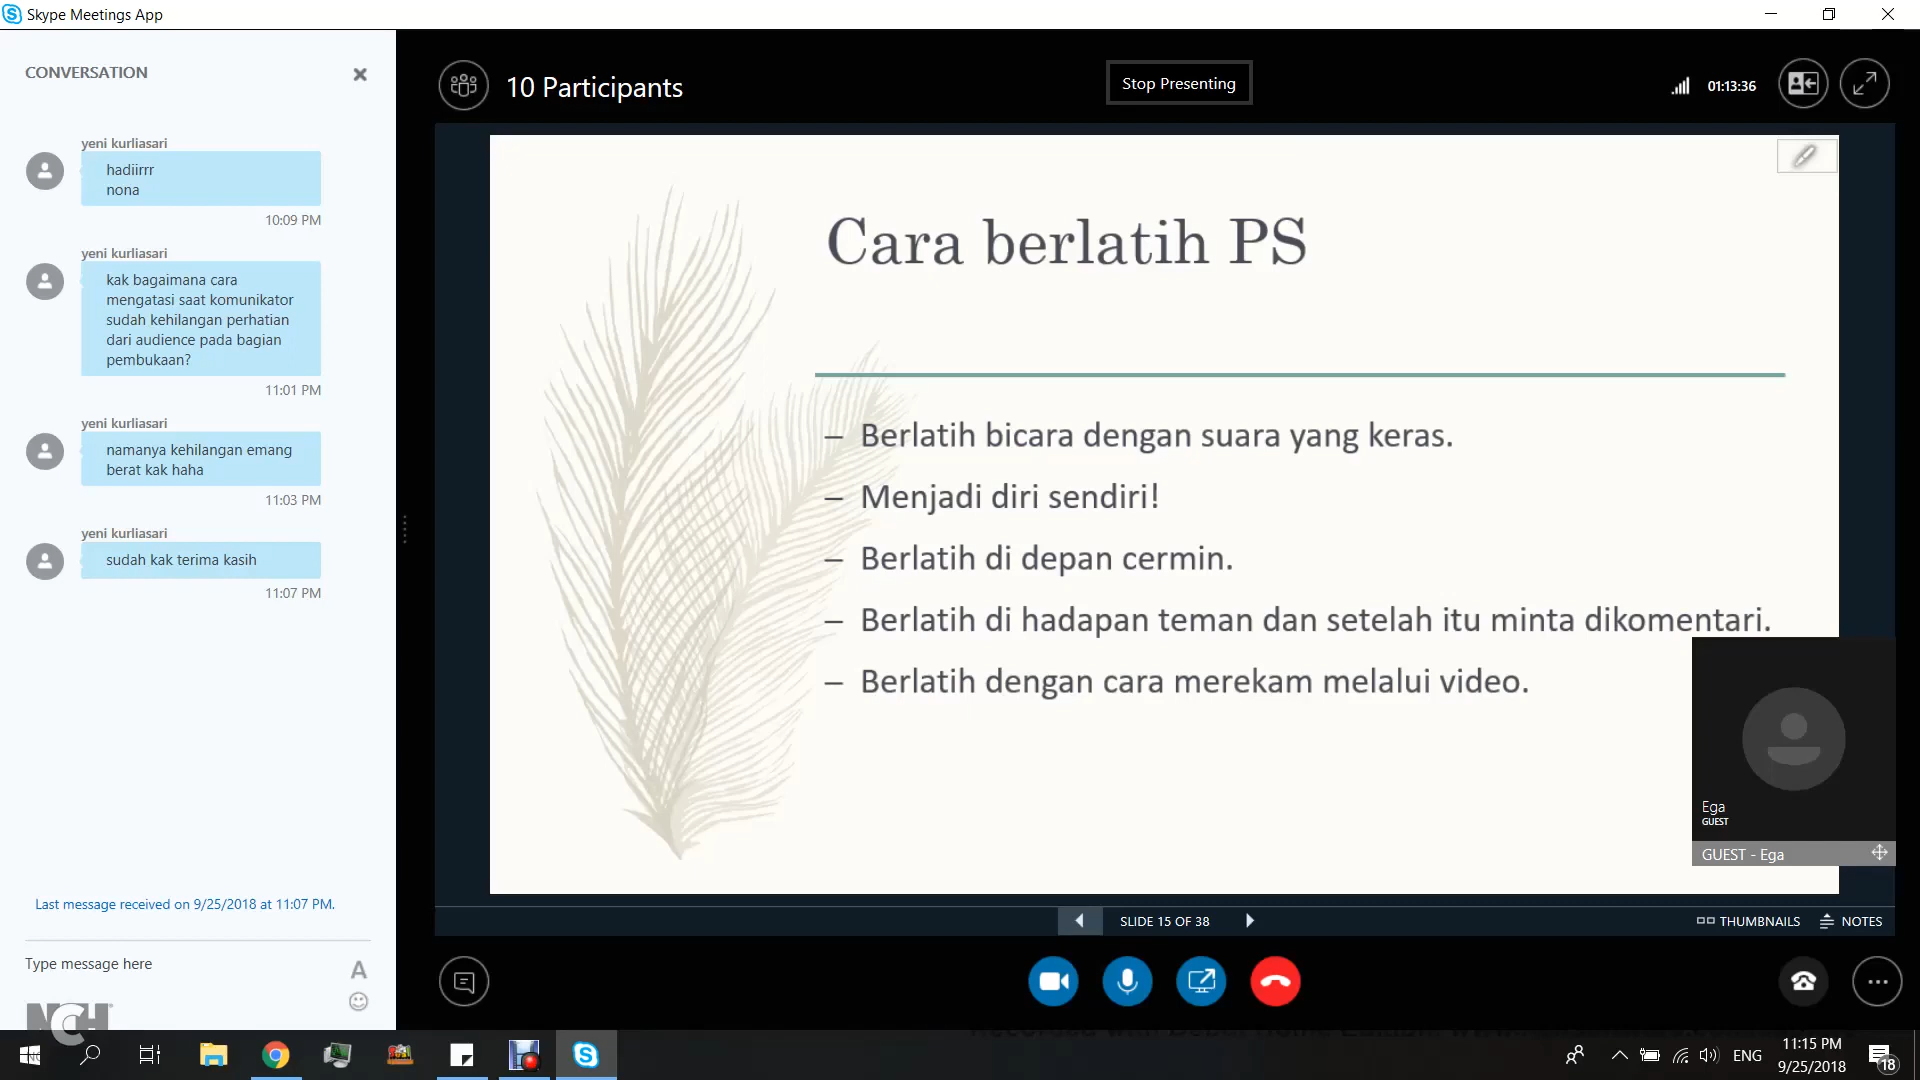 Skype Meetings App
CONVERSATION
yeni kurliasari
hadiirrr
nona
10:09 PM
yeni kurliasari
kak bagaimana cara
mengatasi saat komunikator
sudah kehilangan perhatian
dari audience pada bagian
pembukaan?
11:01 PM
yeni kurliasari
namanya kehilangan emang
berat kak haha
11:03 PM
yeni kurliasari
sudah kak terima kasih
11:07 PM
Last message received on 9/25/2018 at 11:07 PM.
Type message here
A
NCH
10 Participants
Stop Presenting
01:13:36
Cara berlatih PS
– Berlatih bicara dengan suara yang keras.
– Menjadi diri sendiri!
– Berlatih di depan cermin.
– Berlatih di hadapan teman dan setelah itu minta dikomentari.
– Berlatih dengan cara merekam melalui video.
Ega
GUEST
GUEST - Ega
SLIDE 15 OF 38
THUMBNAILS
NOTES
ENG
11:15 PM
9/25/2018
18